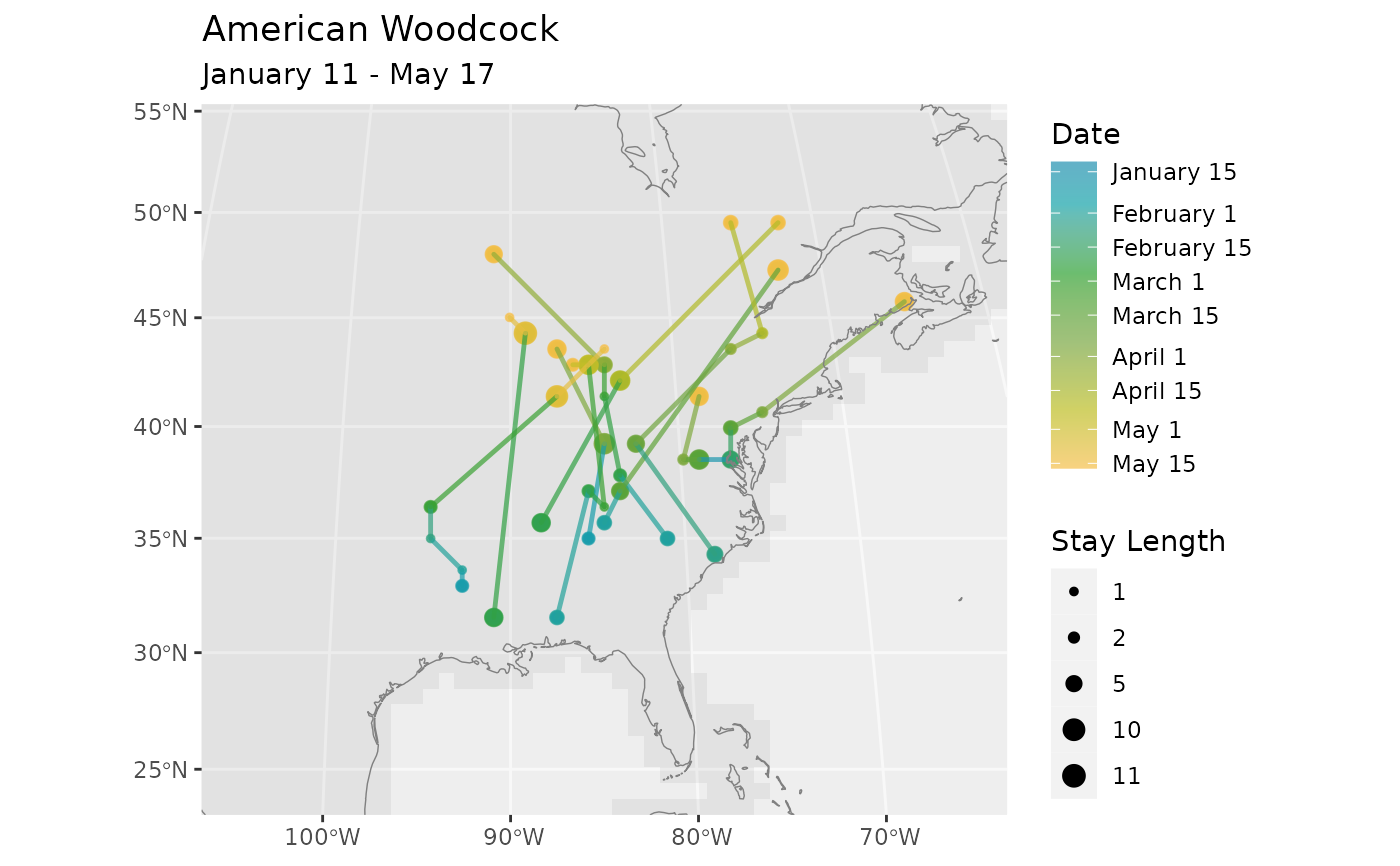 American Woodcock
January 11 - May 17
55°N
50°N
45°N
40°N
35°N
30°N
25°N
100°W
90°W
80°W
70°W
Date
January 15
February 1
February 15
March 1
March 15
April 1
April 15
May 1
May 15
Stay Length
1
2
5
10
11